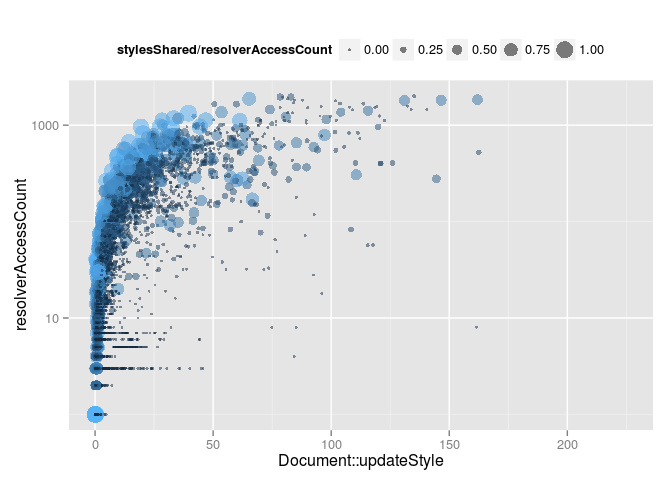 stylesShared/resolverAccessCount 0.00 0.25 0.50 0.75 1.00
1000
10
resolverAccessCount
0 50 100 150 200
Document::updateStyle